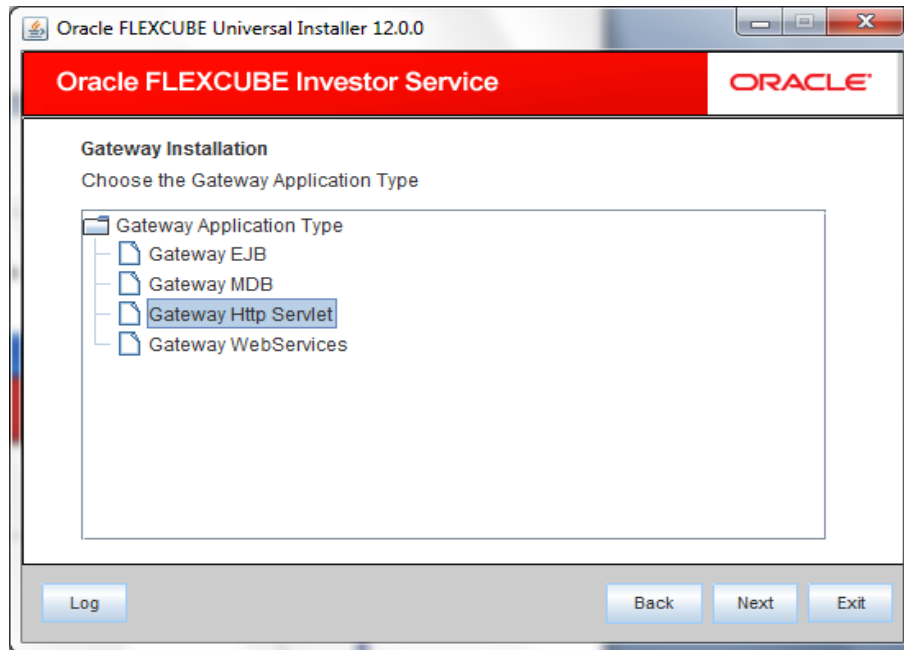 Oracle FLEXCUBE Universal Installer 12.0.0
Oracle FLEXCUBE Investor Service
ORACLE
Gateway Installation
Choose the Gateway Application Type
Gateway Application Type
Gateway EJB
Gateway MDB
Gateway Http Servlet
Gateway WebServices
Log
Back
Next
Exit